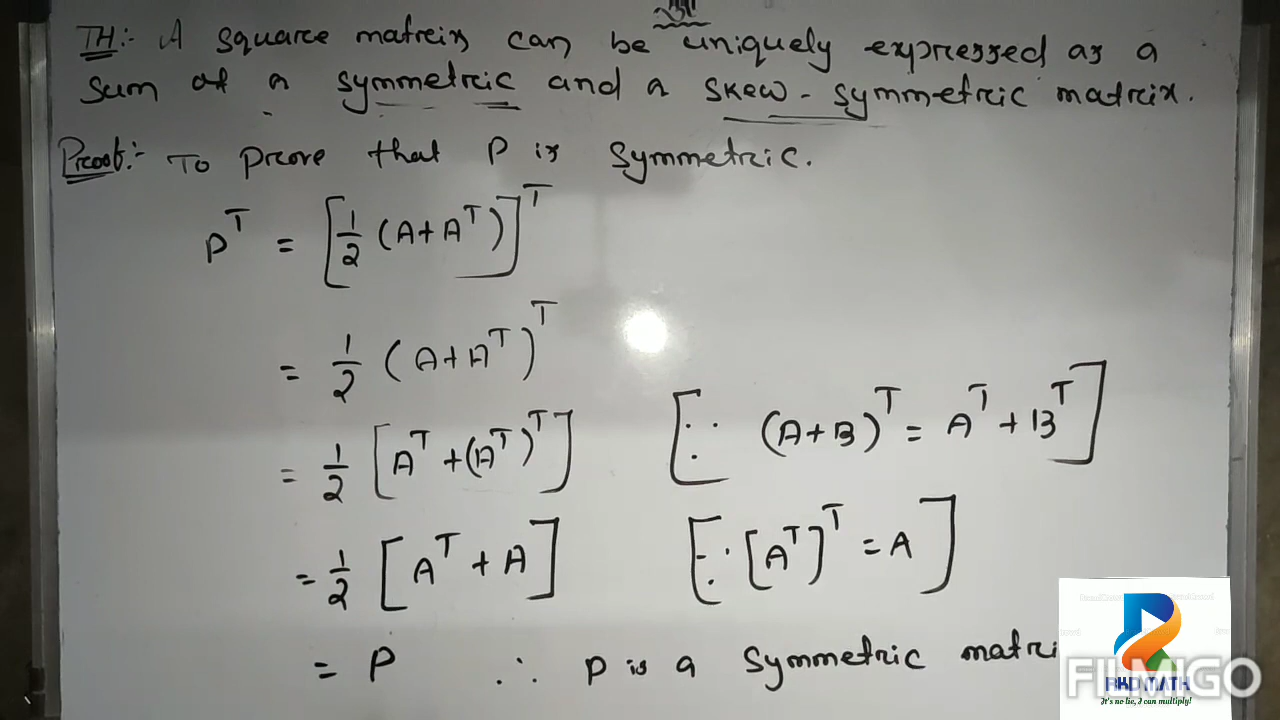 TH:- A square matrix can be uniquely expressed as a
sum of a symmetric and a skew-symmetric matrix.
Proof:- To prove that P is symmetric.
P^T = [1/2 (A+A^T)]^T
= 1/2 (A+A^T)^T
= 1/2 [A^T+(A^T)^T] [∵ (A+B)^T = A^T+B^T]
= 1/2 [A^T + A] [∵ [A^T]^T = A]
= P ∴ P is a symmetric matri
FILMIGO
RKD MATH
It's no lie, I can multiply!